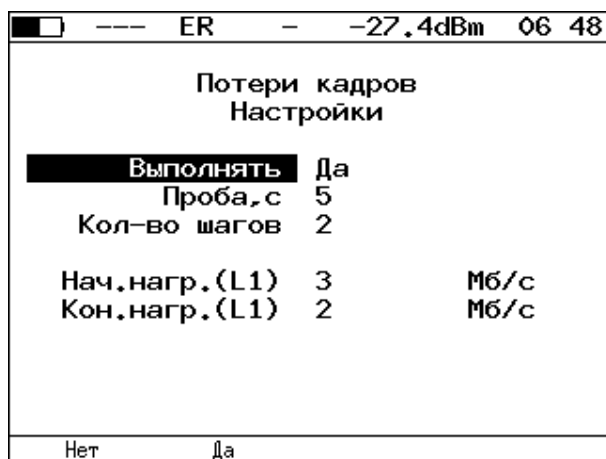 --- ER - -27.4dBm 06 48
Потери кадров
Настройки
Выполнять Да
Проба,с 5
Кол-во шагов 2
Нач.нагр.(L1) 3 Мб/с
Кон.нагр.(L1) 2 Мб/с
Нет Да